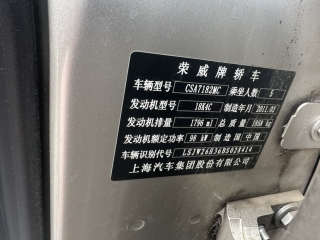 荣威牌轿车
车辆型号 CSA7182MC 乘坐人数 5
发动机型号 18K4C 制造年月 2011.03
发动机排量 1796 ml 总质量 1858 kg
发动机额定功率 98 kW 制造国 中国
车辆识别代号 LSJW26H36BS028414
上海汽车集团股份有限公司